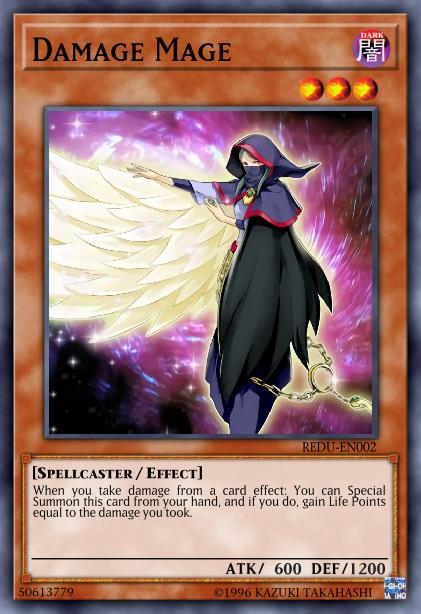 Damage Mage
DARK
闇
REDU-EN002
[Spellcaster / Effect]
When you take damage from a card effect: You can Special
Summon this card from your hand, and if you do, gain Life Points
equal to the damage you took.
ATK/ 600 DEF/1200
50613779
©1996 KAZUKI TAKAHASHI